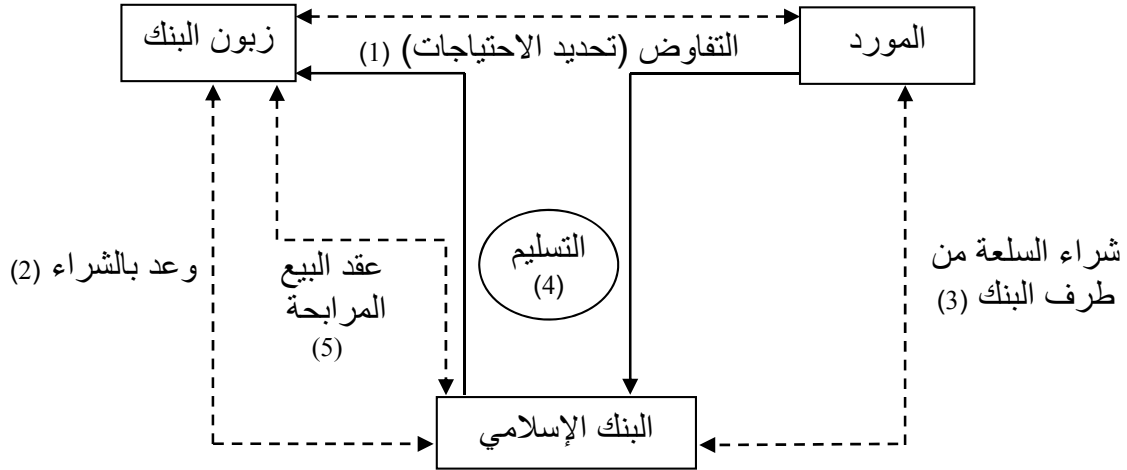 المورد
زبون البنك
التفاوض (تحديد الاحتياجات) (1)
شراء السلعة من
طرف البنك (3)
التسليم
(4)
عقد البيع
المرابحة
(5)
وعد بالشراء (2)
البنك الإسلامي